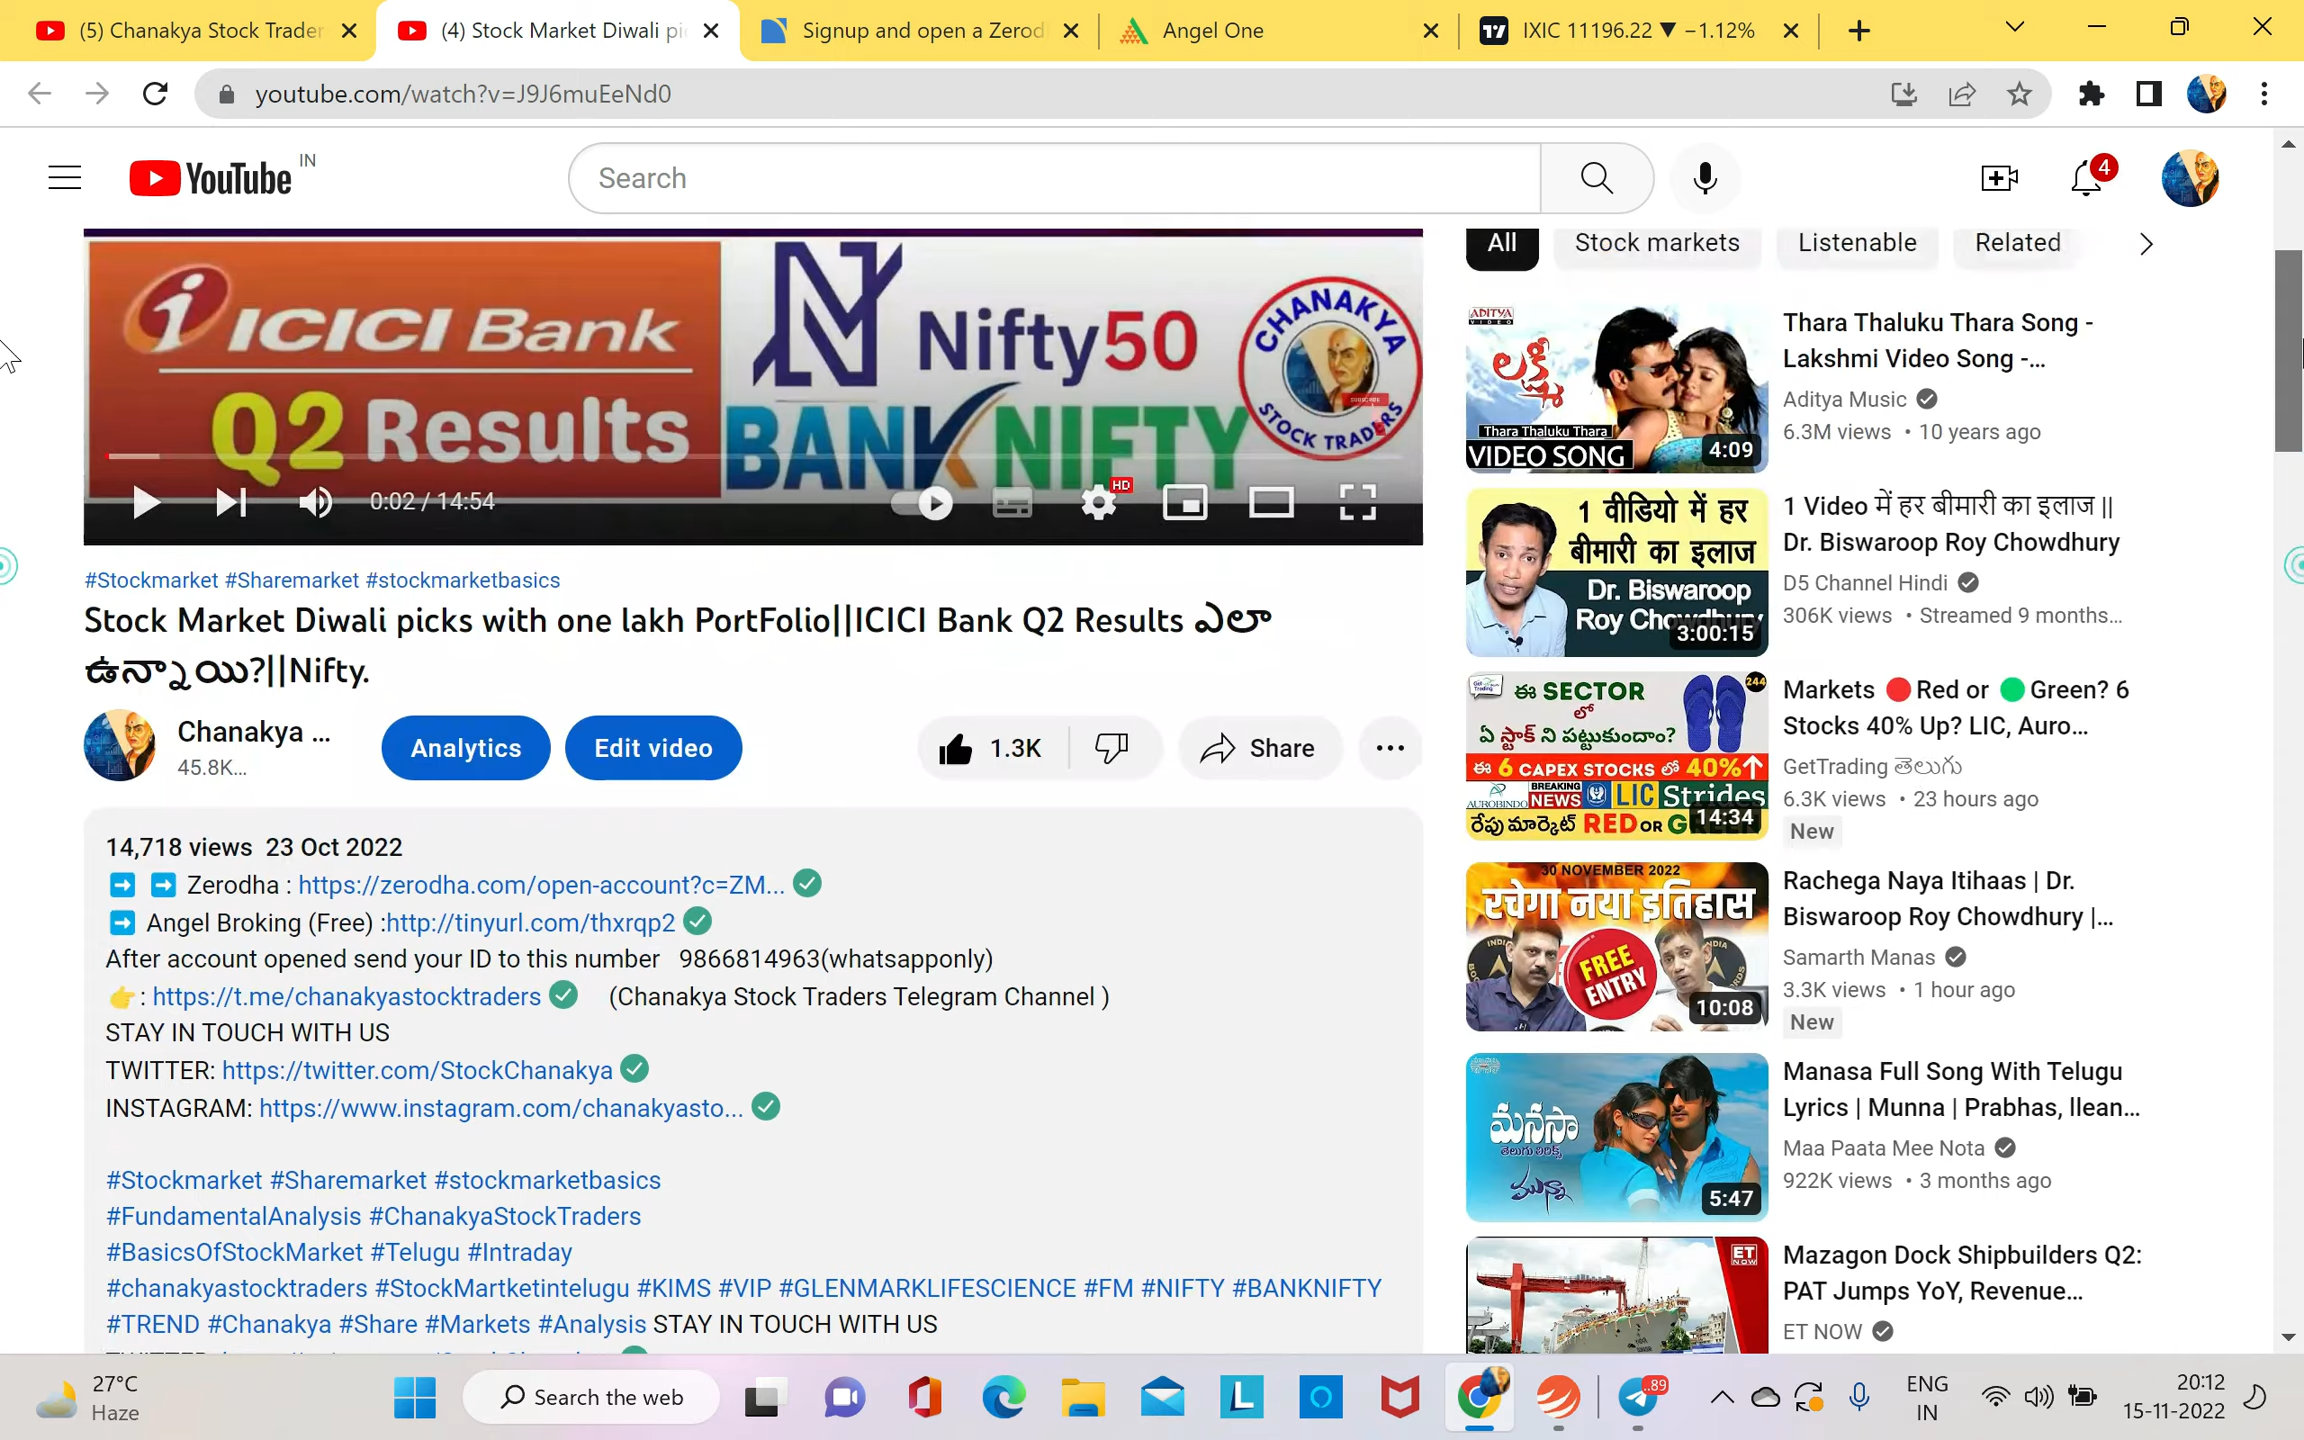 (5) Chanakya Stock Trader
(4) Stock Market Diwali pi
Signup and open a Zerod
Angel One
IXIC 11196.22 ▼ −1.12%
youtube.com/watch?v=J9J6muEeNd0
YouTube IN
Search
4
ICICI Bank
Q2 Results
Nifty50
BANKNIFTY
CHANAKYA
STOCK TRADERS
SUBSCRIBE
0:02 / 14:54
HD
#Stockmarket #Sharemarket #stockmarketbasics
Stock Market Diwali picks with one lakh PortFolio||ICICI Bank Q2 Results ఎలా
ఉన్నాయి?||Nifty.
Chanakya ...
45.8K...
Analytics
Edit video
1.3K
Share
14,718 views 23 Oct 2022
➡ ➡ Zerodha : https://zerodha.com/open-account?c=ZM...
➡ Angel Broking (Free) :http://tinyurl.com/thxrqp2
After account opened send your ID to this number 9866814963(whatsapponly)
👉: https://t.me/chanakyastocktraders (Chanakya Stock Traders Telegram Channel )
STAY IN TOUCH WITH US
TWITTER: https://twitter.com/StockChanakya
INSTAGRAM: https://www.instagram.com/chanakyasto...
#Stockmarket #Sharemarket #stockmarketbasics
#FundamentalAnalysis #ChanakyaStockTraders
#BasicsOfStockMarket #Telugu #Intraday
#chanakyastocktraders #StockMartketintelugu #KIMS #VIP #GLENMARKLIFESCIENCE #FM #NIFTY #BANKNIFTY
#TREND #Chanakya #Share #Markets #Analysis STAY IN TOUCH WITH US
All
Stock markets
Listenable
Related
ADITYA
VIDEO
లక్ష్మీ
Thara Thaluku Thara
VIDEO SONG
4:09
Thara Thaluku Thara Song -
Lakshmi Video Song -...
Aditya Music
6.3M views • 10 years ago
1 वीडियो में हर
बीमारी का इलाज
Dr. Biswaroop
Roy Chowdhury
3:00:15
1 Video में हर बीमारी का इलाज ||
Dr. Biswaroop Roy Chowdhury
D5 Channel Hindi
306K views • Streamed 9 months...
244
ఈ SECTOR
లో
ఏ స్టాక్ ని పట్టుకుందాం?
ఈ 6 CAPEX STOCKS లో 40%↑
AUROBINDO BREAKING NEWS LIC Strides
రేపు మార్కెట్ RED OR
14:34
Markets 🔴Red or 🟢Green? 6
Stocks 40% Up? LIC, Auro...
GetTrading తెలుగు
6.3K views • 23 hours ago
New
30 NOVEMBER 2022
रचेगा नया इतिहास
FREE
ENTRY
10:08
Rachega Naya Itihaas | Dr.
Biswaroop Roy Chowdhury |...
Samarth Manas
3.3K views • 1 hour ago
New
మనసా
తెలుగు లిరిక్స్
మున్నా
5:47
Manasa Full Song With Telugu
Lyrics | Munna | Prabhas, llean...
Maa Paata Mee Nota
922K views • 3 months ago
ET
NOW
Mazagon Dock Shipbuilders Q2:
PAT Jumps YoY, Revenue...
ET NOW
27°C
Haze
Search the web
..89
ENG
IN
20:12
15-11-2022